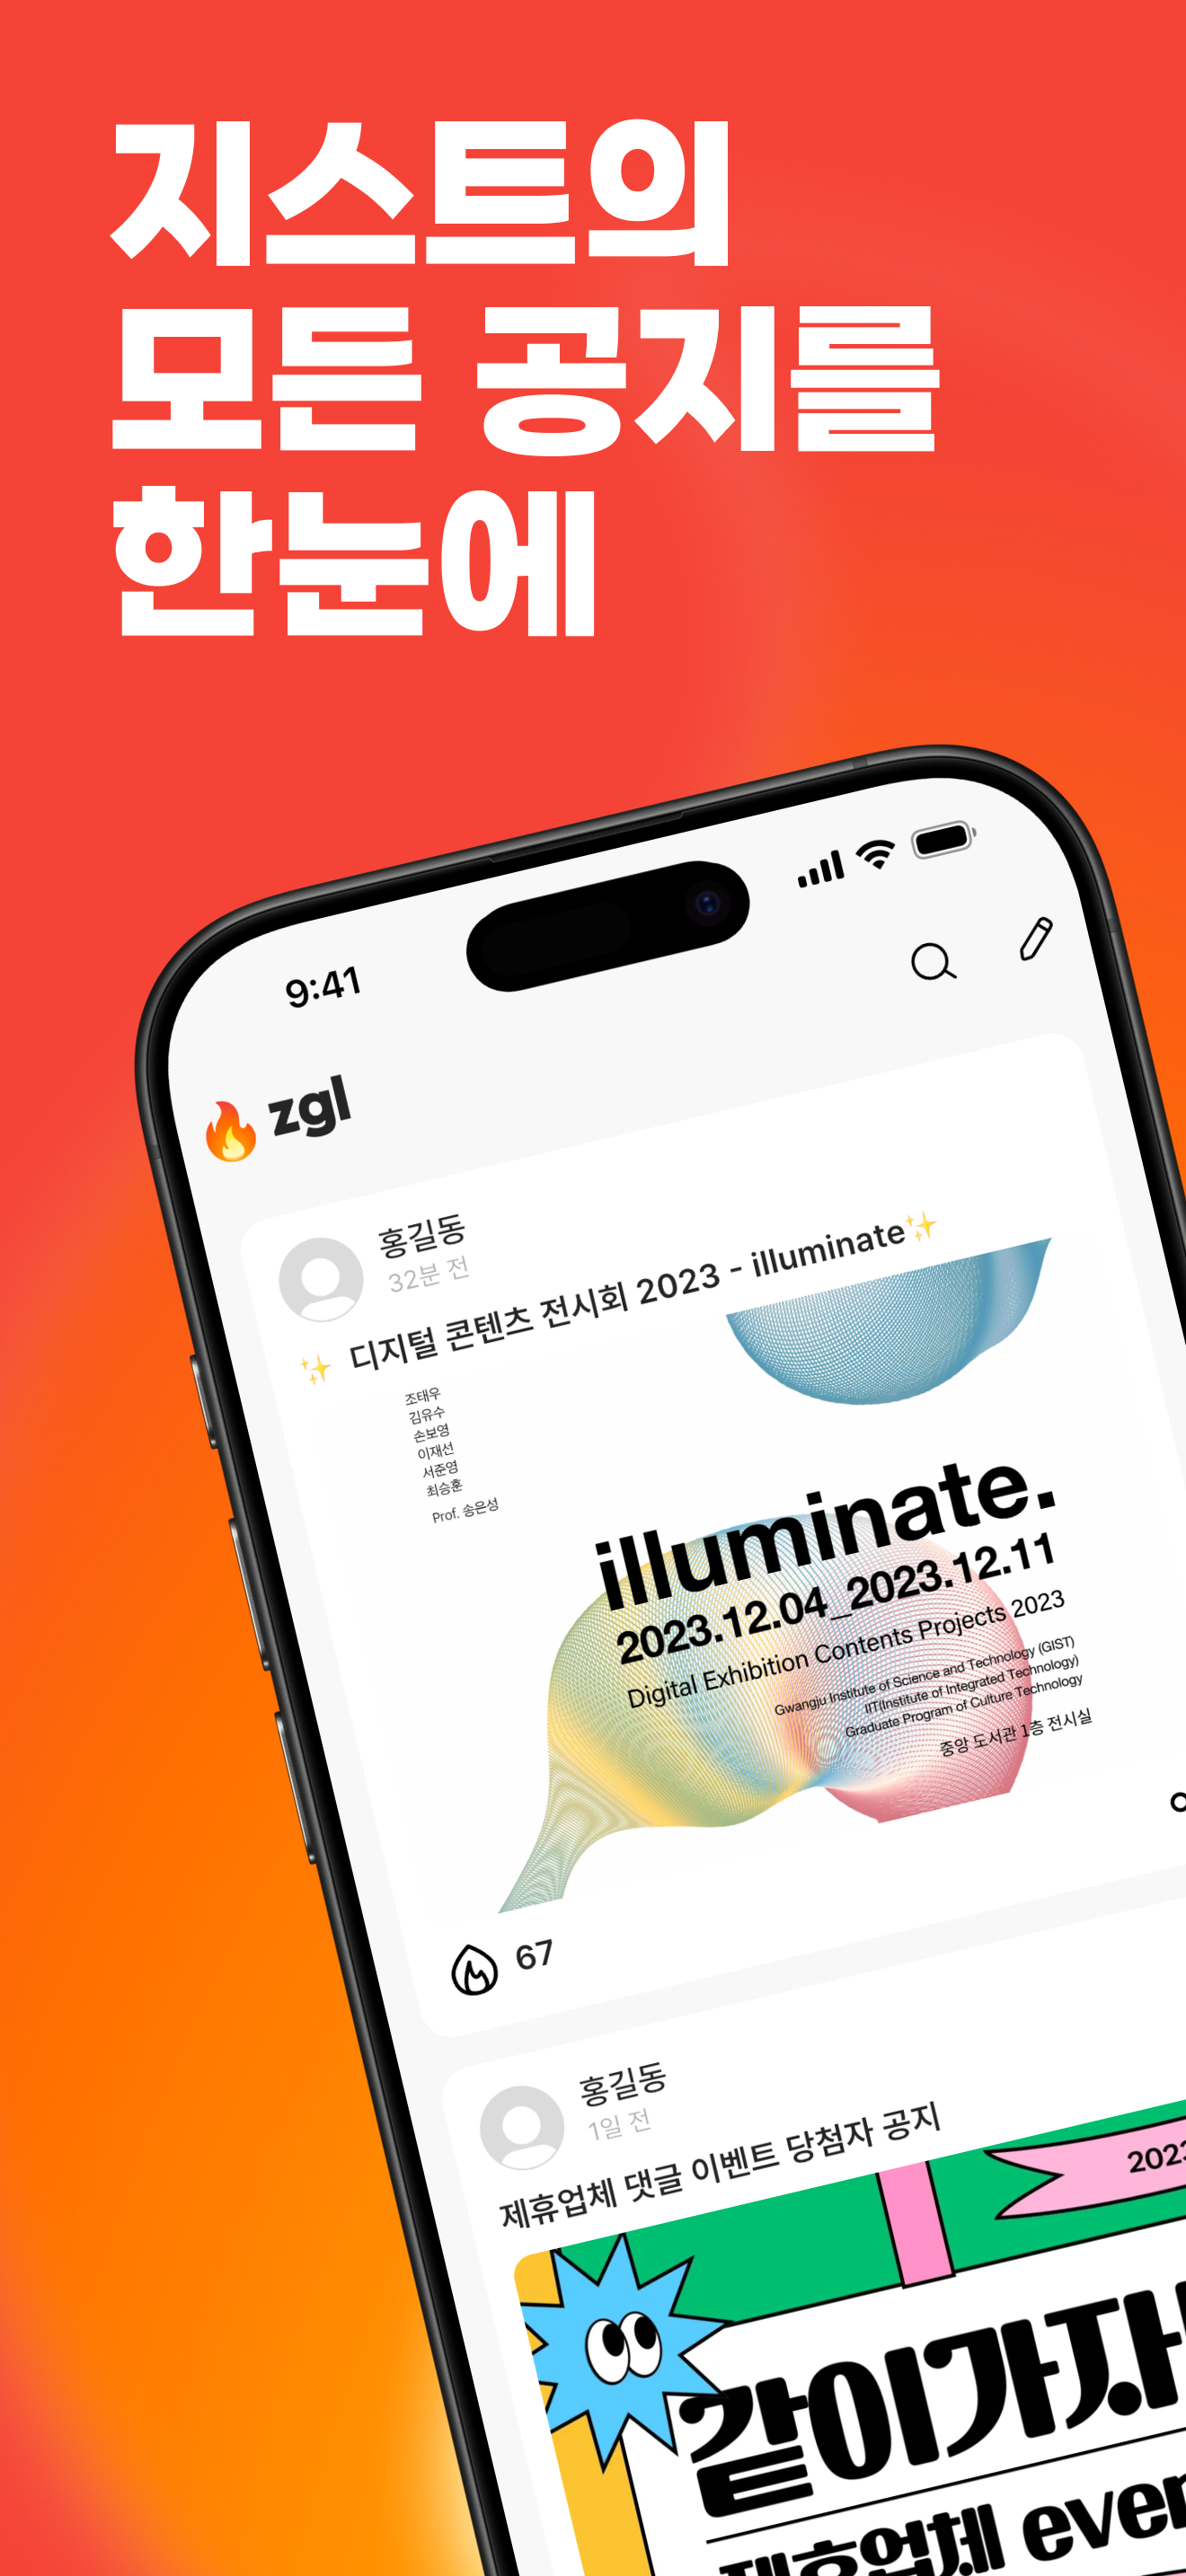 지스트의
모든 공지를
한눈에
9:41
zgl
홍길동
32분 전
✨ 디지털 콘텐츠 전시회 2023 - illuminate✨
조태우
김유수
손보영
이재선
서준영
최승훈
Prof. 송은성
illuminate.
2023.12.04_2023.12.11
Digital Exhibition Contents Projects 2023
Gwangju Institute of Science and Technology (GIST)
IIT(Institute of Integrated Technology)
Graduate Program of Culture Technology
중앙 도서관 1층 전시실
67
홍길동
1일 전
제휴업체 댓글 이벤트 당첨자 공지
2023
같이가자
제휴업체 ever